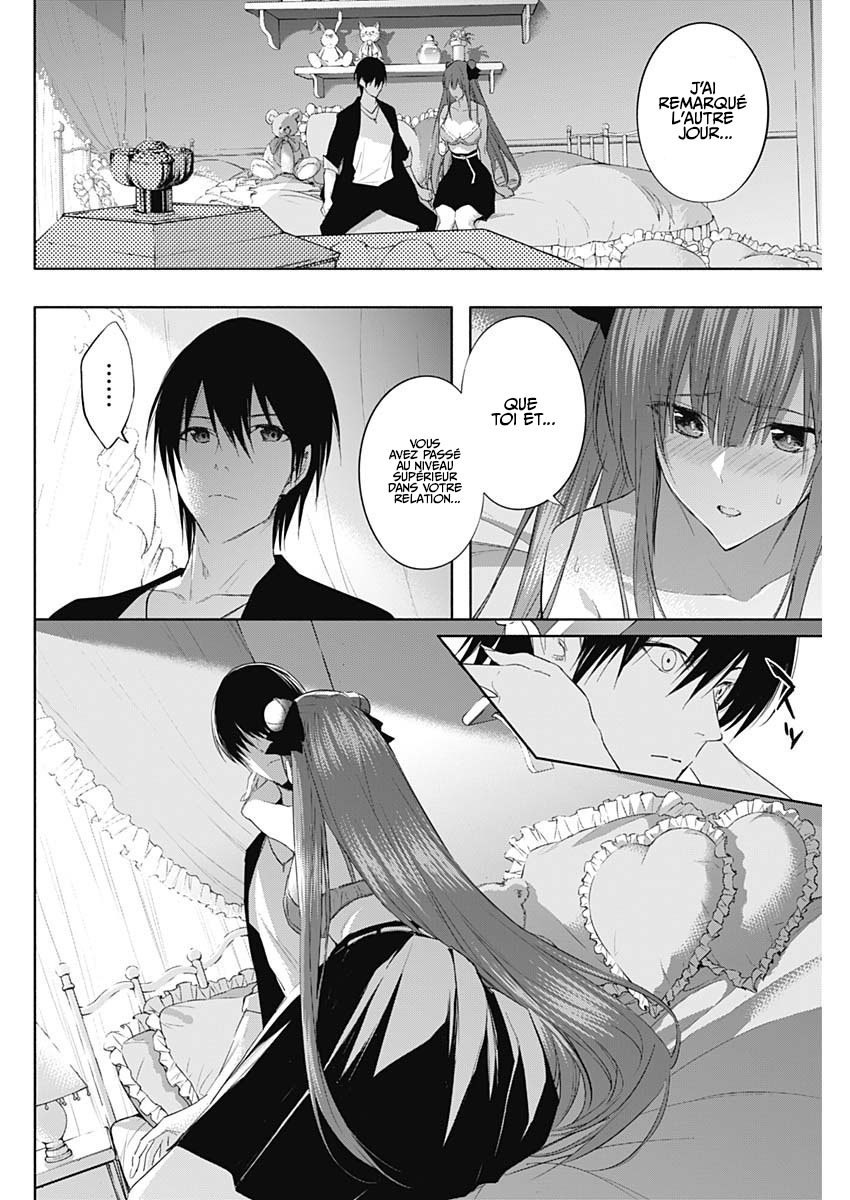 J'AI
REMARQUÉ
L'AUTRE
JOUR...
QUE
TOI ET...
VOUS
AVEZ PASSÉ
AU NIVEAU
SUPÉRIEUR
DANS VOTRE
RELATION...
......